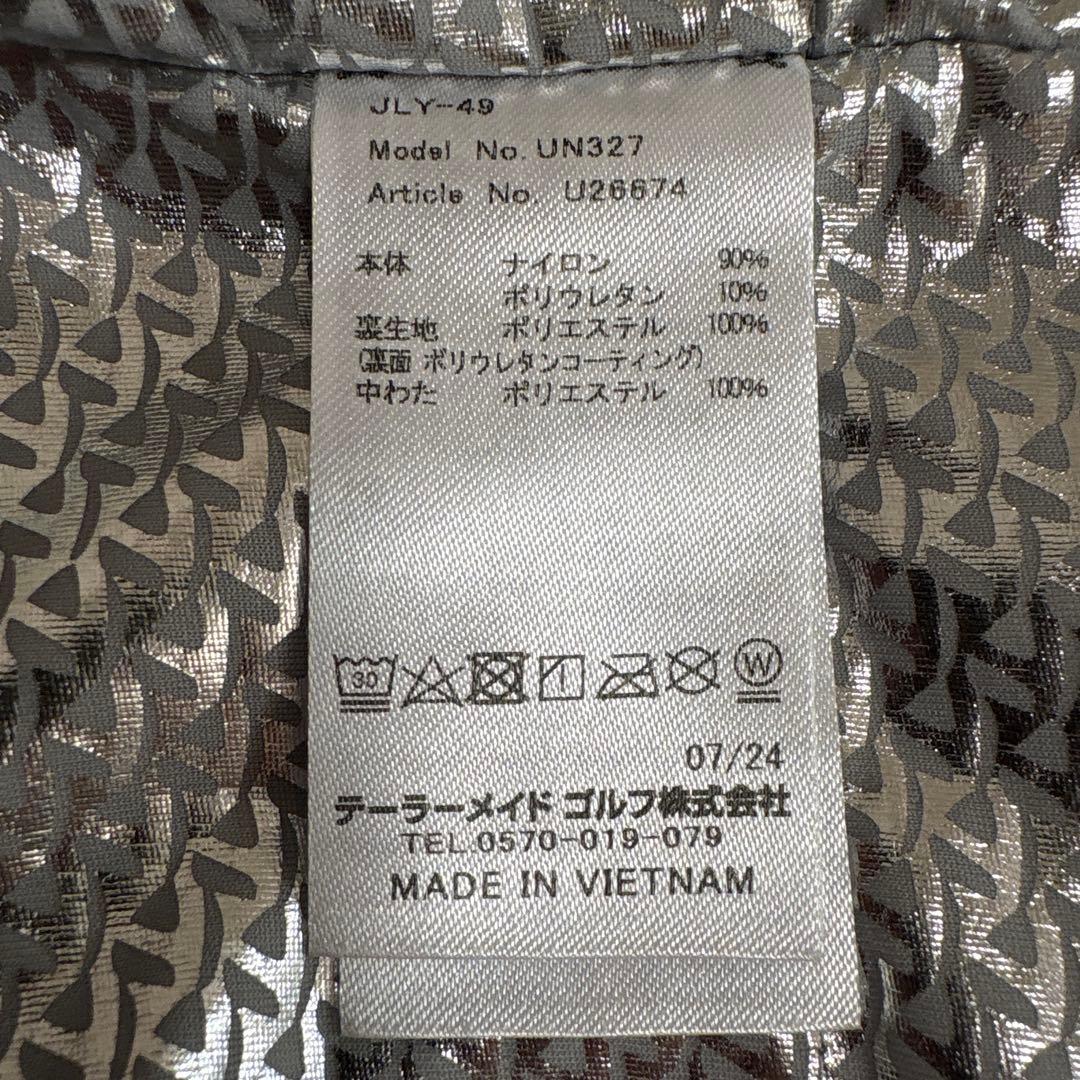 JLY-49
Model No. UN327
Article No. U26674
本体 ナイロン 90%
ポリウレタン 10%
裏生地 ポリエステル 100%
(裏面 ポリウレタンコーティング)
中わた ポリエステル 100%
30
W
07/24
テーラーメイド ゴルフ株式会社
TEL.0570-019-079
MADE IN VIETNAM